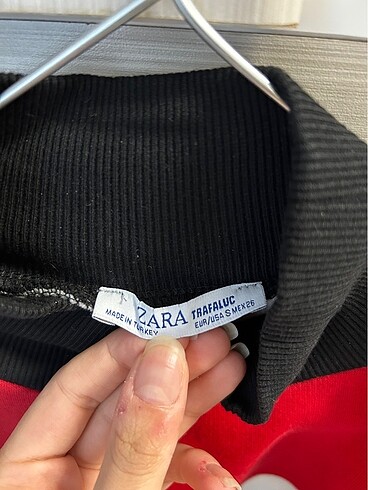 ZARA TRAFALUC
MADE IN TURKEY
EUR/USA S MEX 26